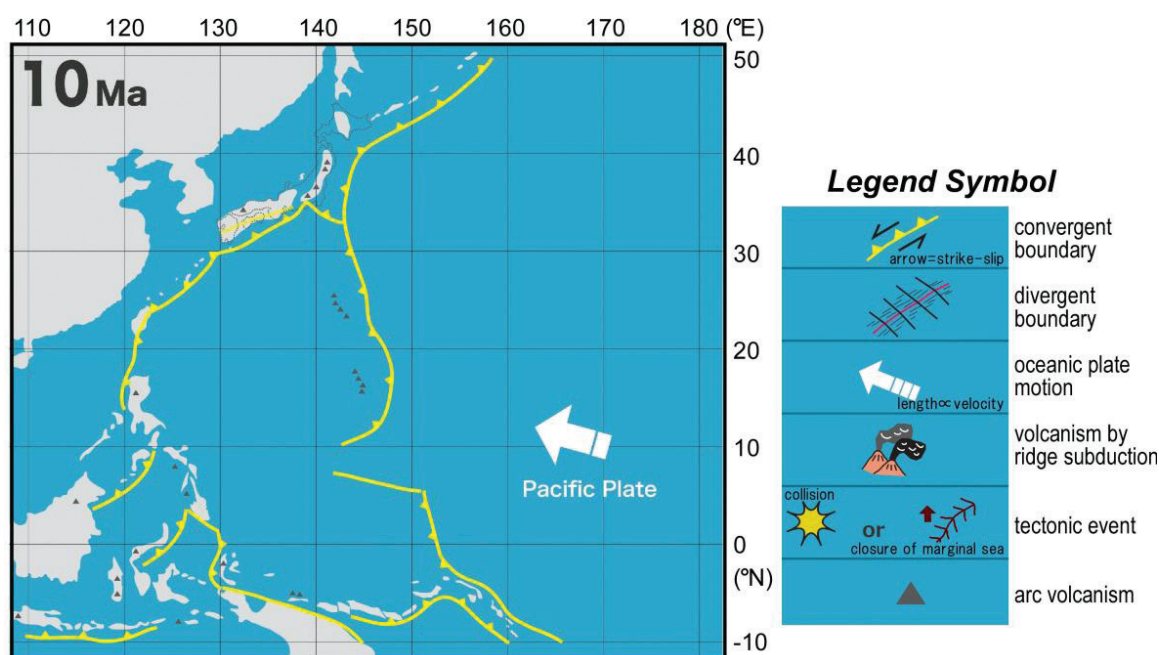 110 120 130 140 150 160 170 180 (°E)
10 Ma
50
40
30
20
10
0
(°N)
-10
Pacific Plate
Legend Symbol
arrow=strike-slip
convergent
boundary
divergent
boundary
length∝velocity
oceanic plate
motion
volcanism by
ridge subduction
collision
or
closure of marginal sea
tectonic event
arc volcanism